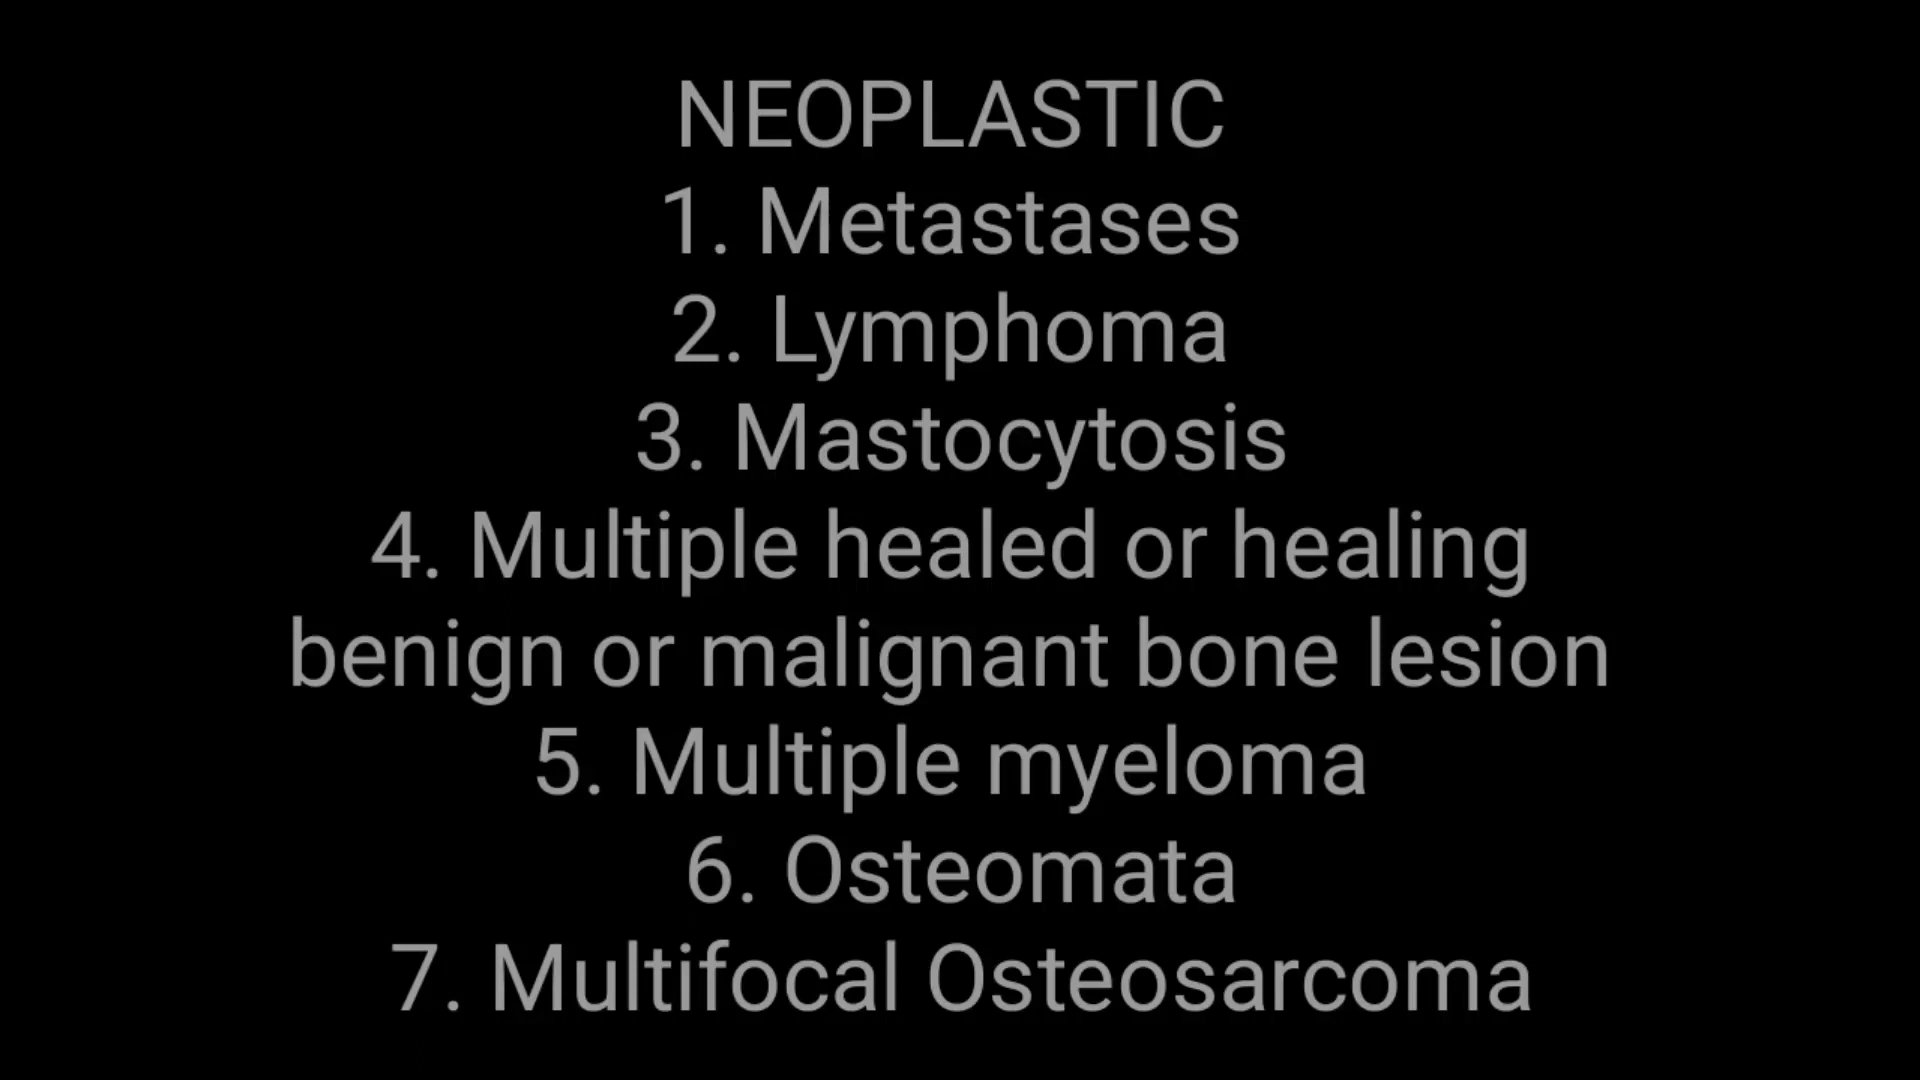 NEOPLASTIC
1. Metastases
2. Lymphoma
3. Mastocytosis
4. Multiple healed or healing
benign or malignant bone lesion
5. Multiple myeloma
6. Osteomata
7. Multifocal Osteosarcoma